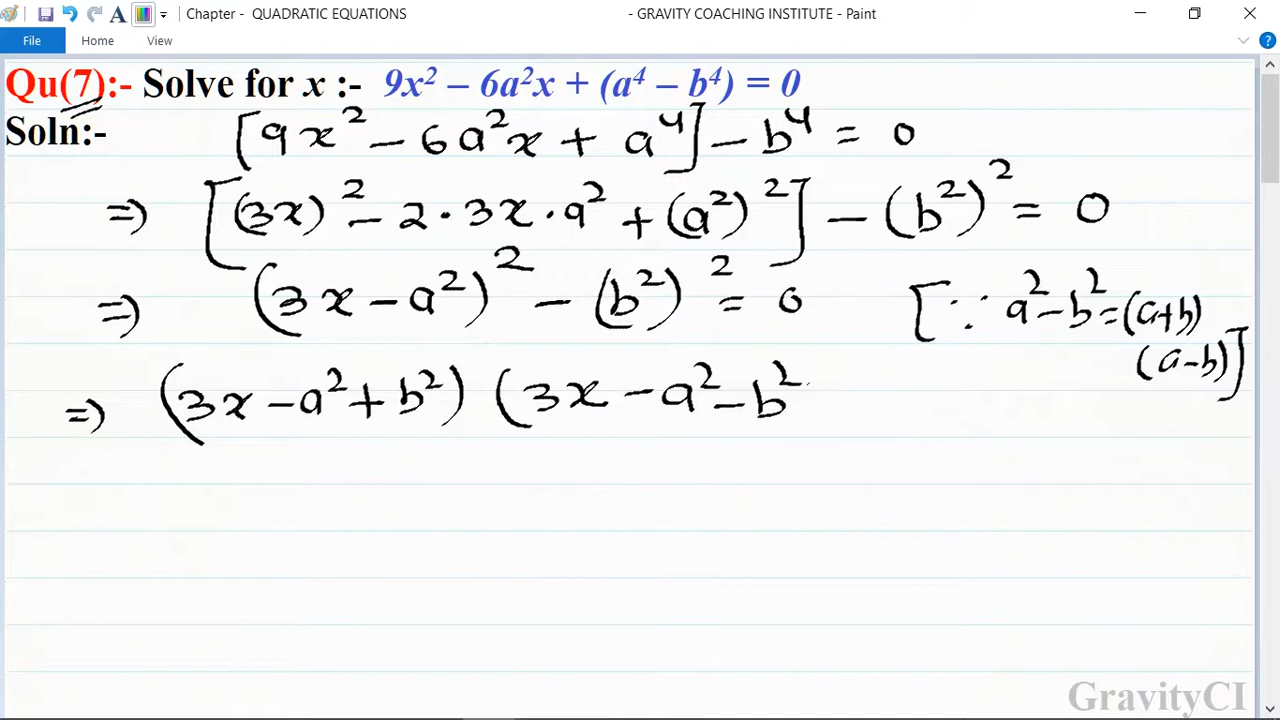 Chapter - QUADRATIC EQUATIONS - GRAVITY COACHING INSTITUTE - Paint
File Home View
Qu(7):- Solve for x :- 9x² – 6a²x + (a⁴ – b⁴) = 0
Soln:- [9x² - 6a²x + a⁴] - b⁴ = 0
⇒ [(3x)² - 2·3x·a² + (a²)²] - (b²)² = 0
⇒ (3x - a²)² - (b²)² = 0 [∵ a²-b²=(a+b)
(a-b)]
⇒ (3x - a² + b²) (3x - a² - b²
GravityCI